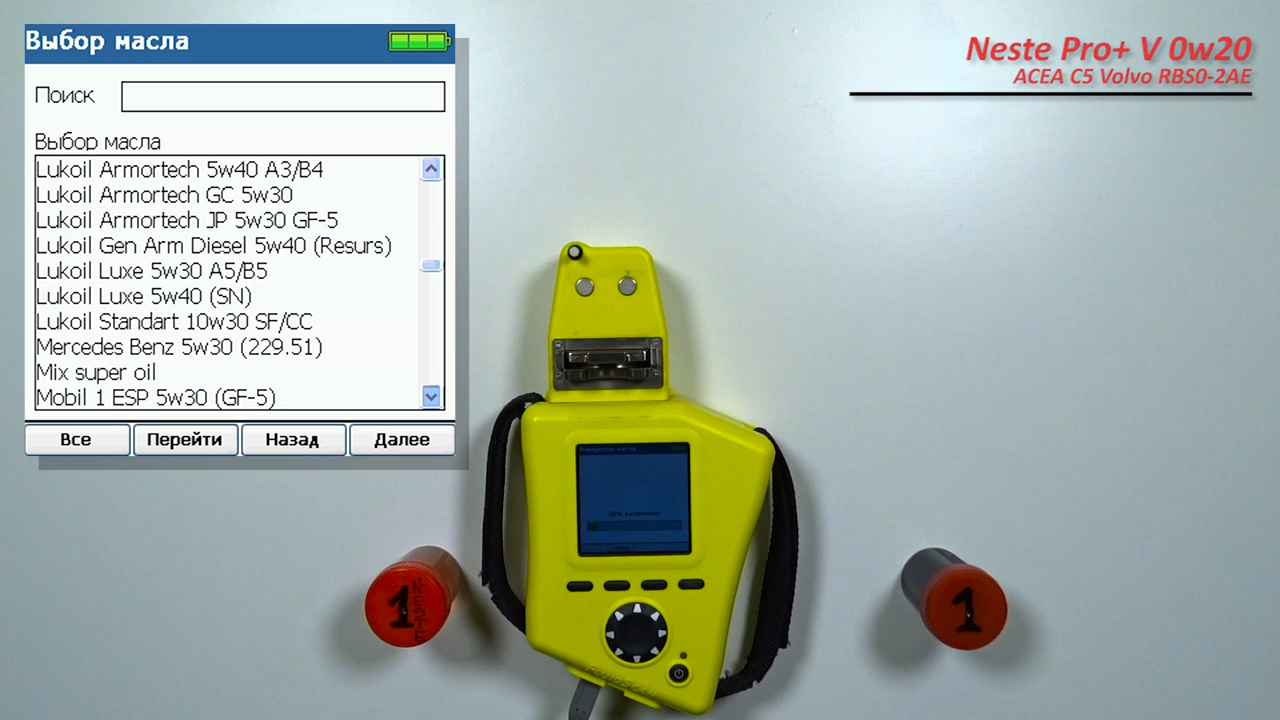 Выбор масла
Поиск
Выбор масла
Lukoil Armortech 5w40 A3/B4
Lukoil Armortech GC 5w30
Lukoil Armortech JP 5w30 GF-5
Lukoil Gen Arm Diesel 5w40 (Resurs)
Lukoil Luxe 5w30 A5/B5
Lukoil Luxe 5w40 (SN)
Lukoil Standart 10w30 SF/CC
Mercedes Benz 5w30 (229.51)
Mix super oil
Mobil 1 ESP 5w30 (GF-5)
Все
Перейти
Назад
Далее
Neste Pro+ V 0w20
ACEA C5 Volvo RBS0-2AE
Измерение масла
1
NESTE
1